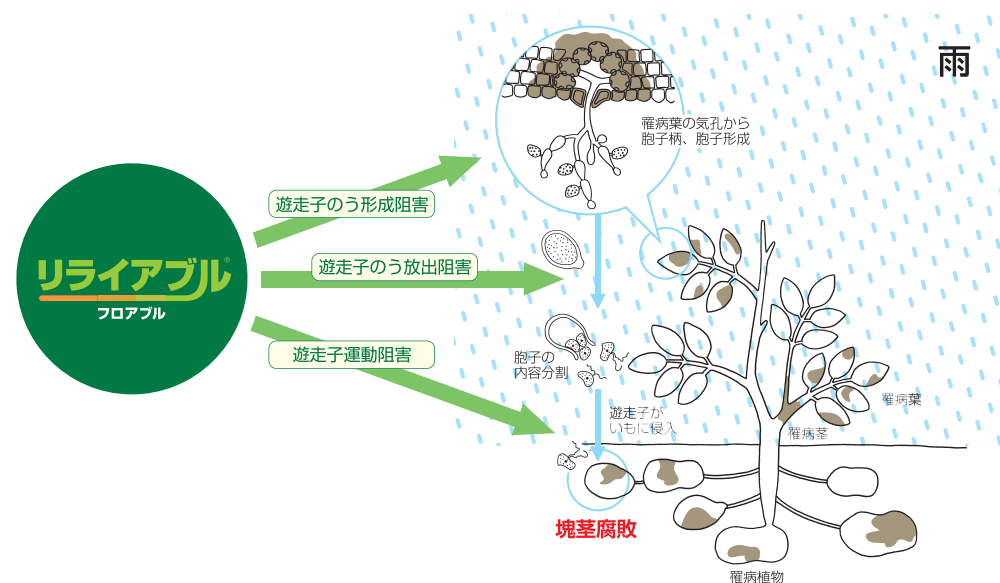 雨
罹病葉の気孔から
胞子柄、胞子形成
遊走子のう形成阻害
遊走子のう放出阻害
リライアブル®
フロアブル
遊走子運動阻害
胞子の
内容分割
罹病葉
遊走子が
いもに侵入
罹病茎
塊茎腐敗
罹病植物